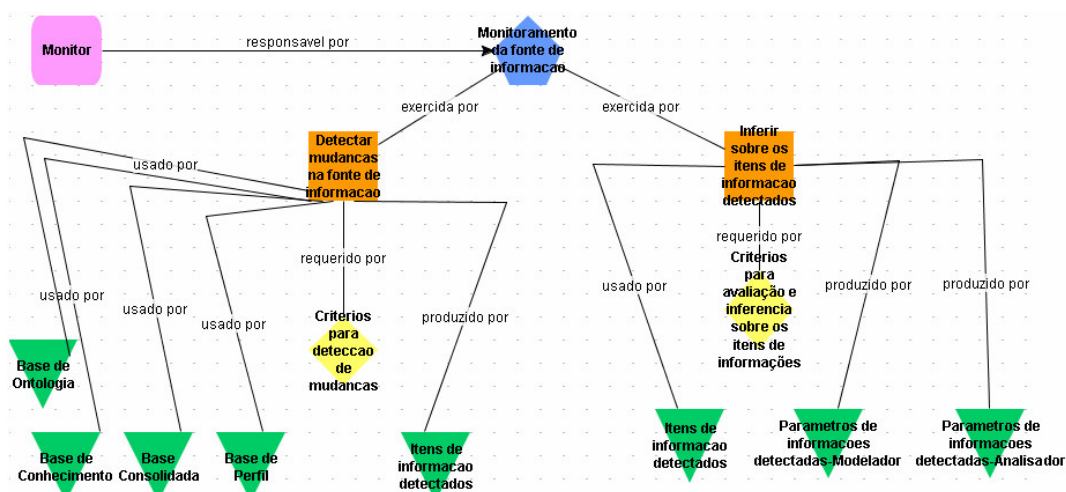 Monitor
responsavel por
Monitoramento
da fonte de
informacao
exercida por
exercida por
Detectar
mudancas
na fonte de
informacao
Inferir
sobre os
itens de
informacao
detectados
usado por
usado por
usado por
usado por
requerido por
produzido por
usado por
requerido por
produzido por
produzido por
Criterios
para
deteccao
de
mudancas
Criterios
para
avaliação e
inferencia
sobre os
itens de
informações
Base de
Ontologia
Base de
Conhecimento
Base
Consolidada
Base de
Perfil
Itens de
informacao
detectados
Itens de
informacao
detectados
Parametros de
informacoes
detectadas-Modelador
Parametros de
informacoes
detectadas-Analisador